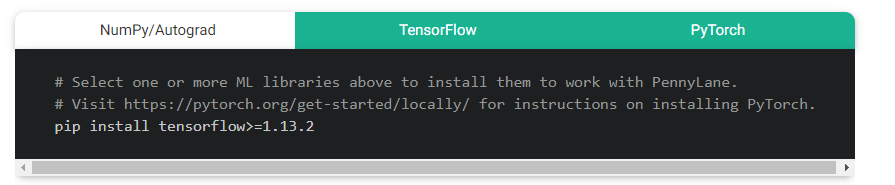 NumPy/Autograd TensorFlow PyTorch
# Select one or more ML libraries above to install them to work with PennyLane.
# Visit https://pytorch.org/get-started/locally/ for instructions on installing PyTorch.
pip install tensorflow>=1.13.2